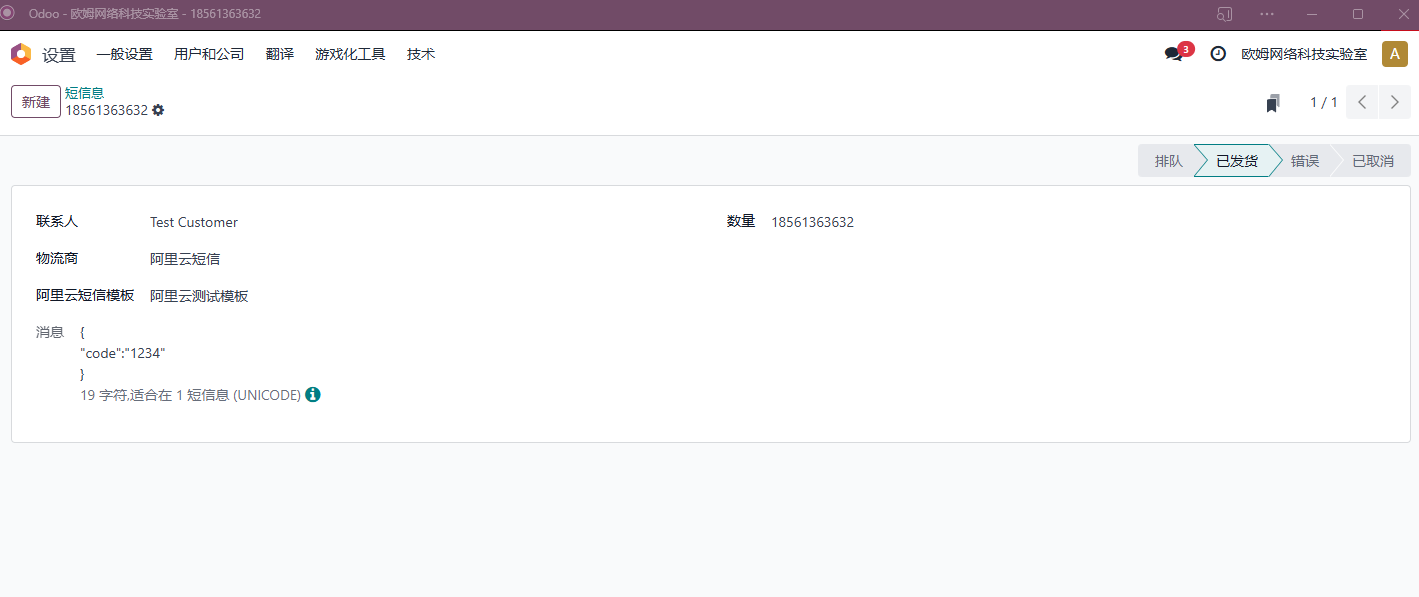 Odoo - 欧姆网络科技实验室 - 18561363632
设置 一般设置 用户和公司 翻译 游戏化工具 技术 3 欧姆网络科技实验室 A
新建 短信息
18561363632 1 / 1
排队 已发货 错误 已取消
联系人 Test Customer 数量 18561363632
物流商 阿里云短信
阿里云短信模板 阿里云测试模板
消息 {
"code":"1234"
}
19 字符,适合在 1 短信息 (UNICODE)